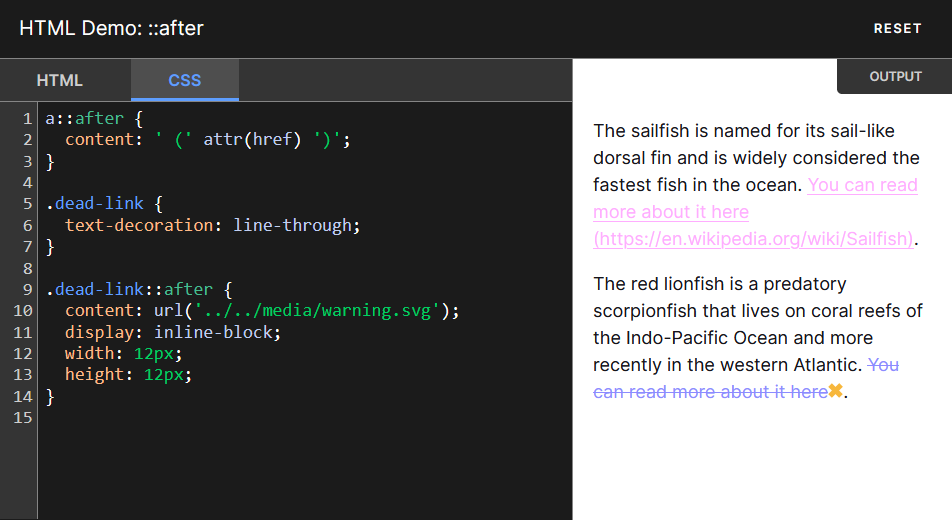 HTML Demo: ::after
RESET
HTML
CSS
OUTPUT
1 a::after {
2   content: ' (' attr(href) ')';
3 }
4
5 .dead-link {
6   text-decoration: line-through;
7 }
8
9 .dead-link::after {
10   content: url('../../media/warning.svg');
11   display: inline-block;
12   width: 12px;
13   height: 12px;
14 }
15
The sailfish is named for its sail-like
dorsal fin and is widely considered the
fastest fish in the ocean. You can read
more about it here
(https://en.wikipedia.org/wiki/Sailfish).
The red lionfish is a predatory
scorpionfish that lives on coral reefs of
the Indo-Pacific Ocean and more
recently in the western Atlantic. You
can read more about it here✖.